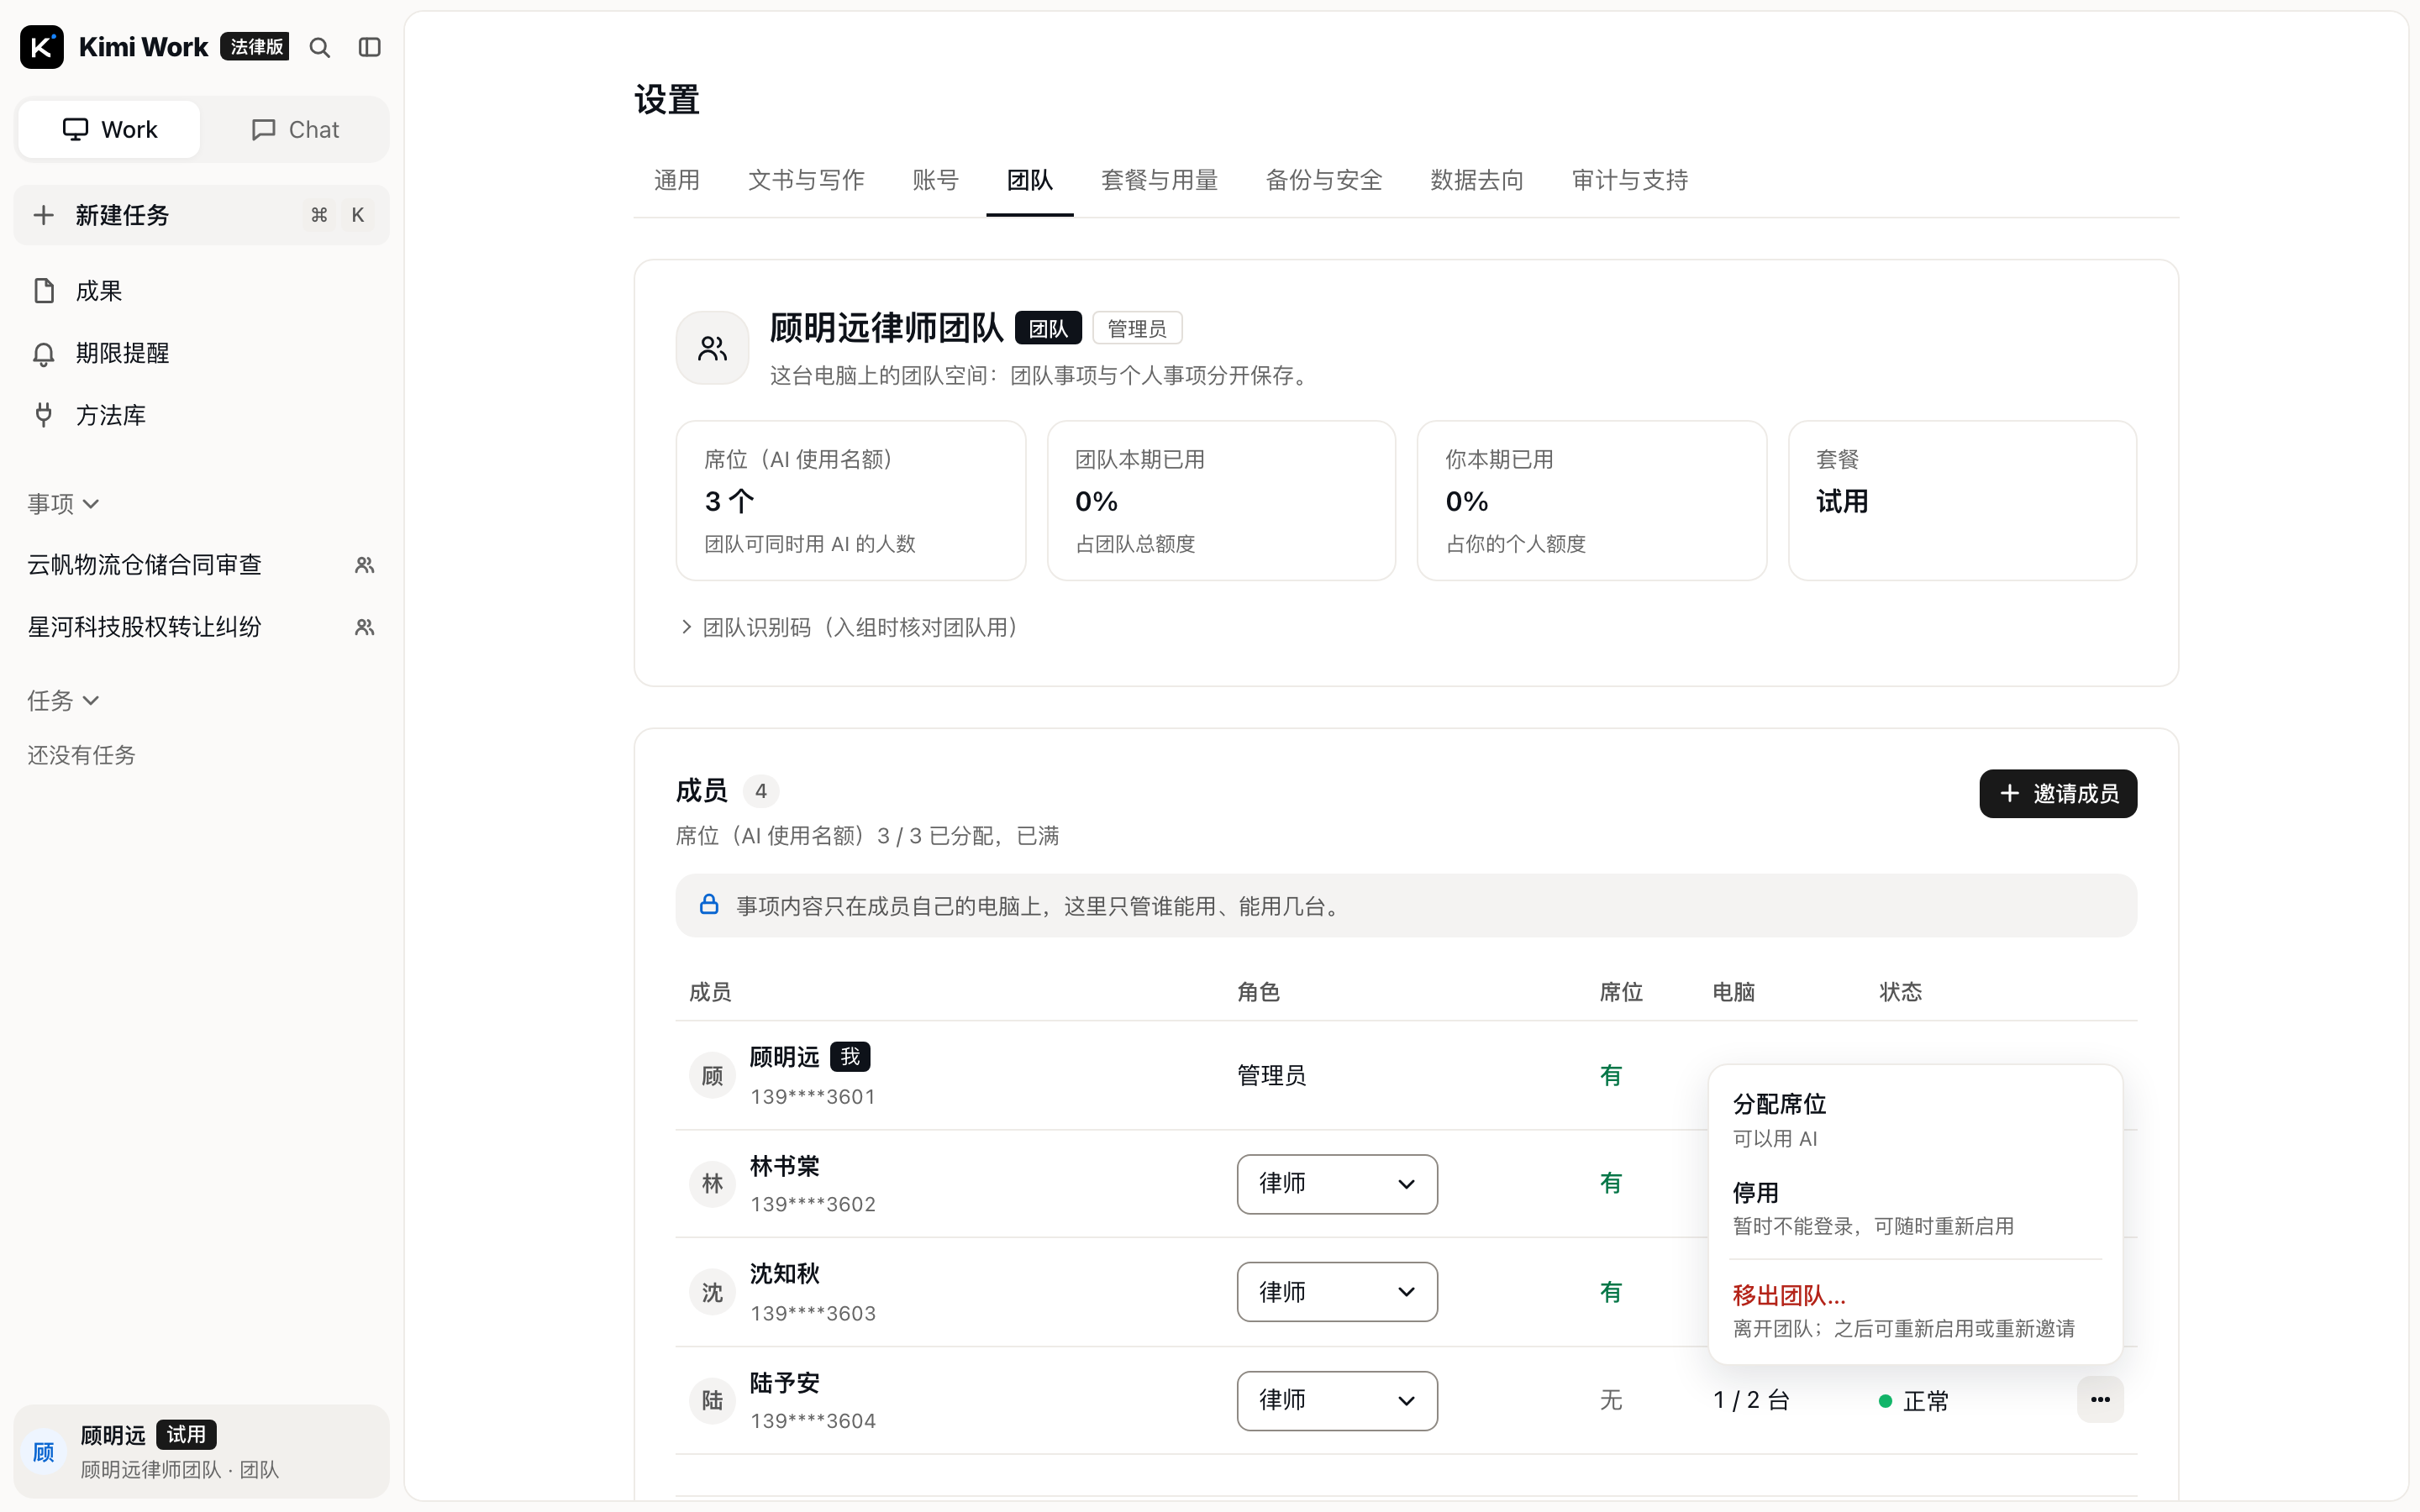 Kimi Work 法律版
Work
Chat
新建任务 ⌘ K
成果
期限提醒
方法库
事项
云帆物流仓储合同审查
星河科技股权转让纠纷
任务
还没有任务
顾 顾明远 试用
顾明远律师团队 · 团队
设置
通用 文书与写作 账号 团队 套餐与用量 备份与安全 数据去向 审计与支持
顾明远律师团队 团队 管理员
这台电脑上的团队空间：团队事项与个人事项分开保存。
席位（AI 使用名额）
3 个
团队可同时用 AI 的人数
团队本期已用
0%
占团队总额度
你本期已用
0%
占你的个人额度
套餐
试用
团队识别码（入组时核对团队用）
成员 4
邀请成员
席位（AI 使用名额）3 / 3 已分配，已满
事项内容只在成员自己的电脑上，这里只管谁能用、能用几台。
成员 角色 席位 电脑 状态
顾 顾明远 我 管理员 有
139****3601
林 林书棠 律师 有
139****3602
沈 沈知秋 律师 有
139****3603
分配席位
可以用 AI
停用
暂时不能登录，可随时重新启用
移出团队...
离开团队；之后可重新启用或重新邀请
陆 陆予安 律师 无 1 / 2 台 正常
139****3604